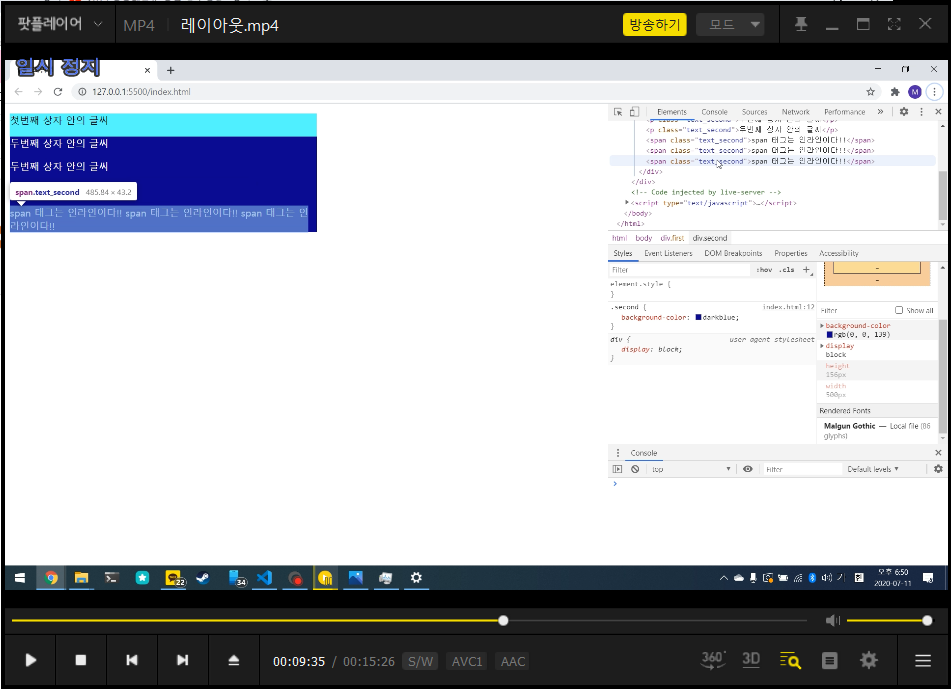 팟플레이어
MP4
레이아웃.mp4
방송하기
모드
일시 정지
127.0.0.1:5500/index.html
M
첫번째 상자 안의 글씨
두번째 상자 안의 글씨
두번째 상자 안의 글씨
span.text_second 485.84 × 43.2
span 태그는 인라인이다!! span 태그는 인라인이다!! span 태그는 인
라인이다!!
Elements Console Sources Network Performance »
<p class="text_second">두번째 상자 안의 글씨</p>
<span class="text_second">span 태그는 인라인이다!!</span>
<span class="text_second">span 태그는 인라인이다!!</span>
<span class="text_second">span 태그는 인라인이다!!</span>
</div>
</div>
<!-- Code injected by live-server -->
<script type="text/javascript">…</script>
</body>
</html>
html body div.first div.second
Styles Event Listeners DOM Breakpoints Properties Accessibility
Filter :hov .cls +
element.style {
}
.second { index.html:12
background-color: darkblue;
}
div { user agent stylesheet
display: block;
}
-
-
Filter Show all
background-color
rgb(0, 0, 139)
display
block
height
150px
width
500px
Rendered Fonts
Malgun Gothic — Local file (86
glyphs)
Console
top Filter Default levels
22
34
오후 6:50
2020-07-11
00:09:35 / 00:15:26 S/W AVC1 AAC
360° 3D